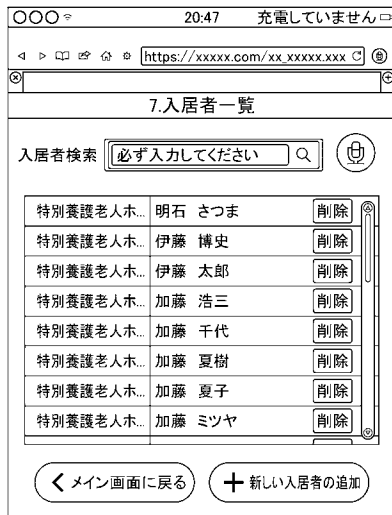 20:47 充電していません
https://xxxxx.com/xx_xxxxx.xxx
7.入居者一覧
入居者検索 必ず入力してください
特別養護老人ホ... 明石 さつま 削除
特別養護老人ホ... 伊藤 博史 削除
特別養護老人ホ... 伊藤 太郎 削除
特別養護老人ホ... 加藤 浩三 削除
特別養護老人ホ... 加藤 千代 削除
特別養護老人ホ... 加藤 夏樹 削除
特別養護老人ホ... 加藤 夏子 削除
特別養護老人ホ... 加藤 ミツヤ 削除
メイン画面に戻る 新しい入居者の追加